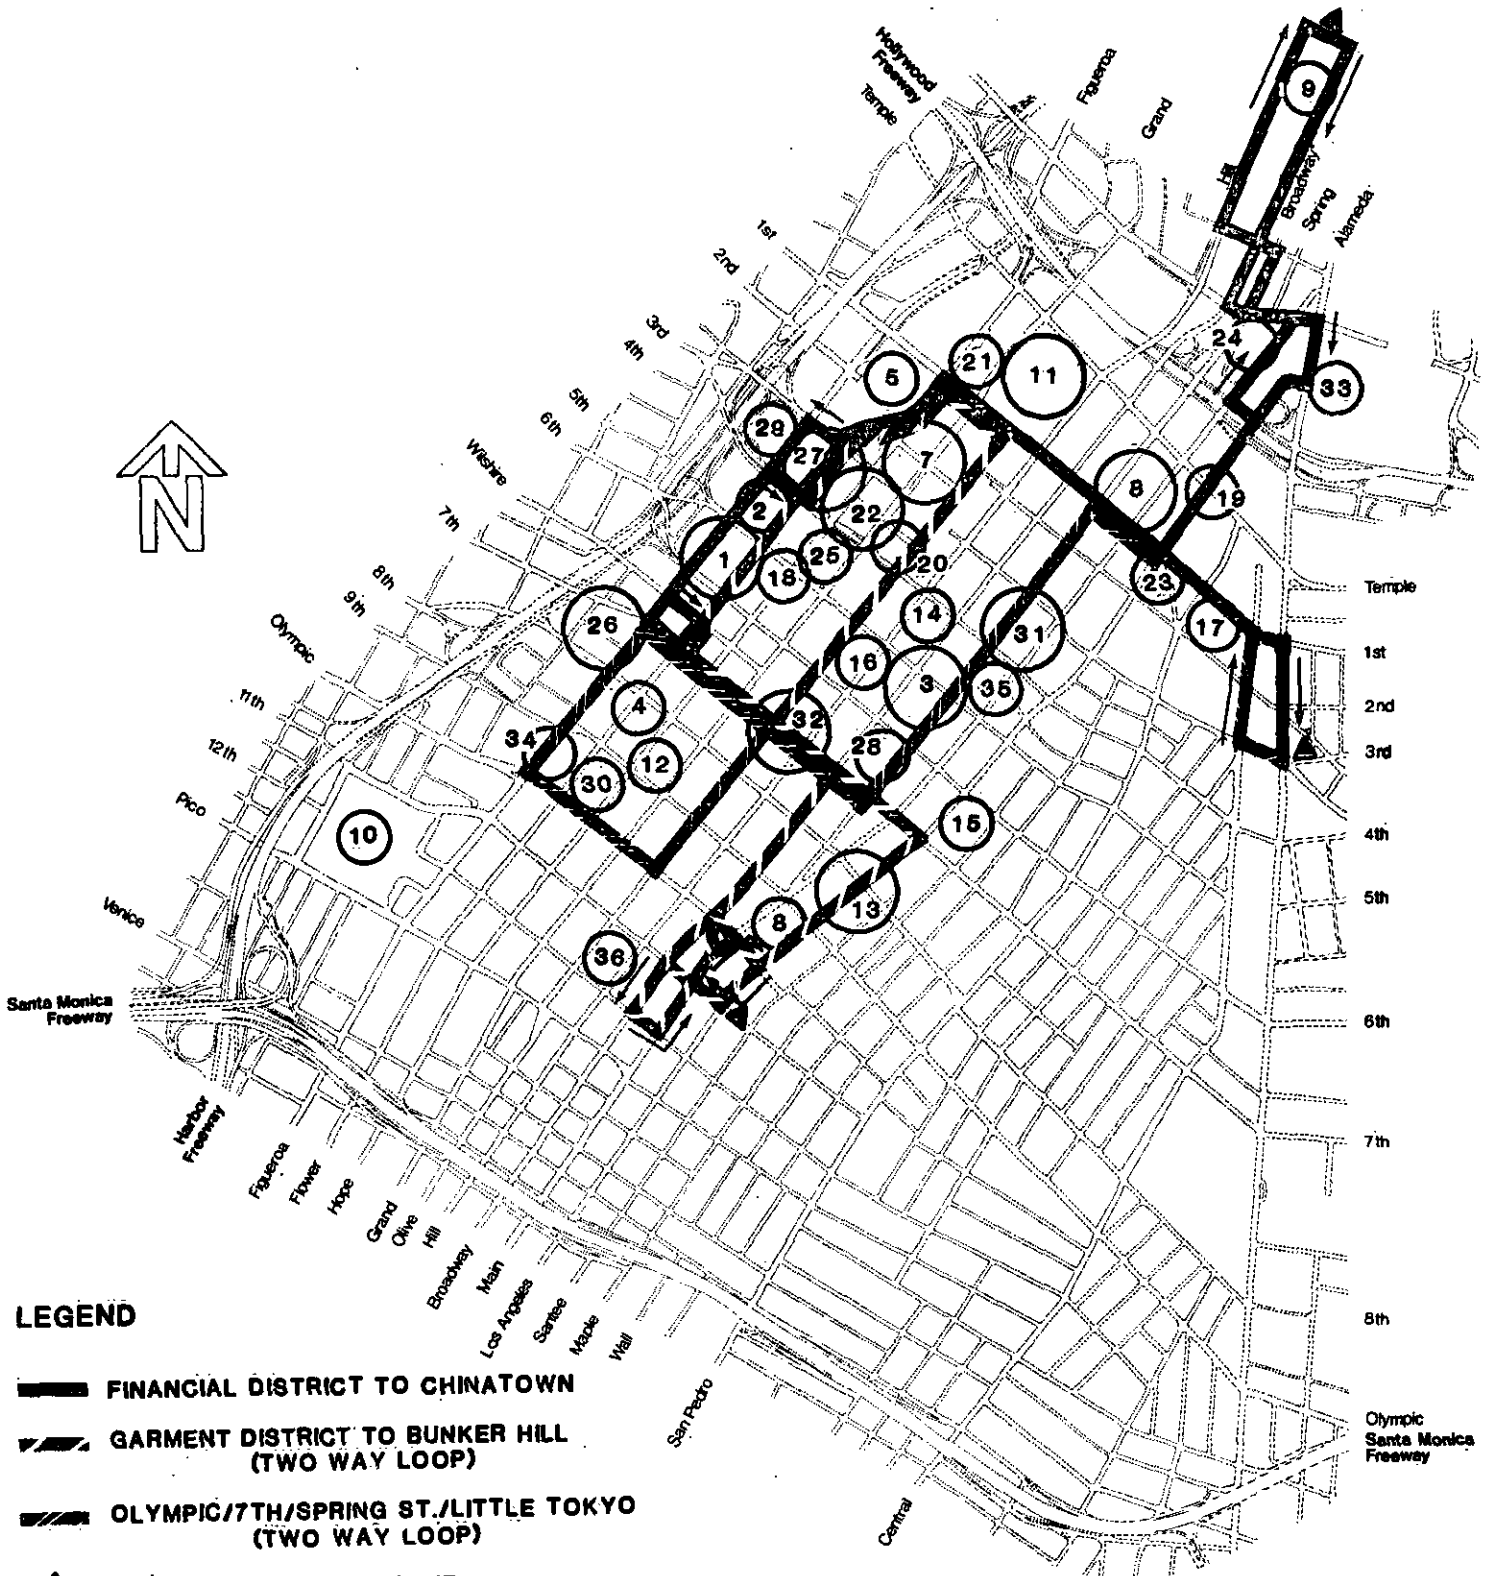 Hollywood
Freeway
Temple
Figueroa
Grand
Hill
Broadway
Spring
Alameda
9
1st
2nd
3rd
4th
5th
6th
Wilshire
7th
8th
9th
Olympic
11th
12th
Pico
Venice
N
24
33
5
21
11
29
27
7
8
19
2
22
1
18
25
20
23
26
14
31
17
16
3
35
4
32
28
34
12
30
15
10
13
8
36
Temple
1st
2nd
3rd
4th
5th
6th
7th
8th
Olympic
Santa Monica
Freeway
Santa Monica
Freeway
Harbor
Freeway
Figueroa
Flower
Hope
Grand
Olive
Hill
Broadway
Main
Los Angeles
Santee
Maple
Wall
San Pedro
Central
LEGEND
FINANCIAL DISTRICT TO CHINATOWN
GARMENT DISTRICT TO BUNKER HILL
(TWO WAY LOOP)
OLYMPIC/7TH/SPRING ST./LITTLE TOKYO
(TWO WAY LOOP)